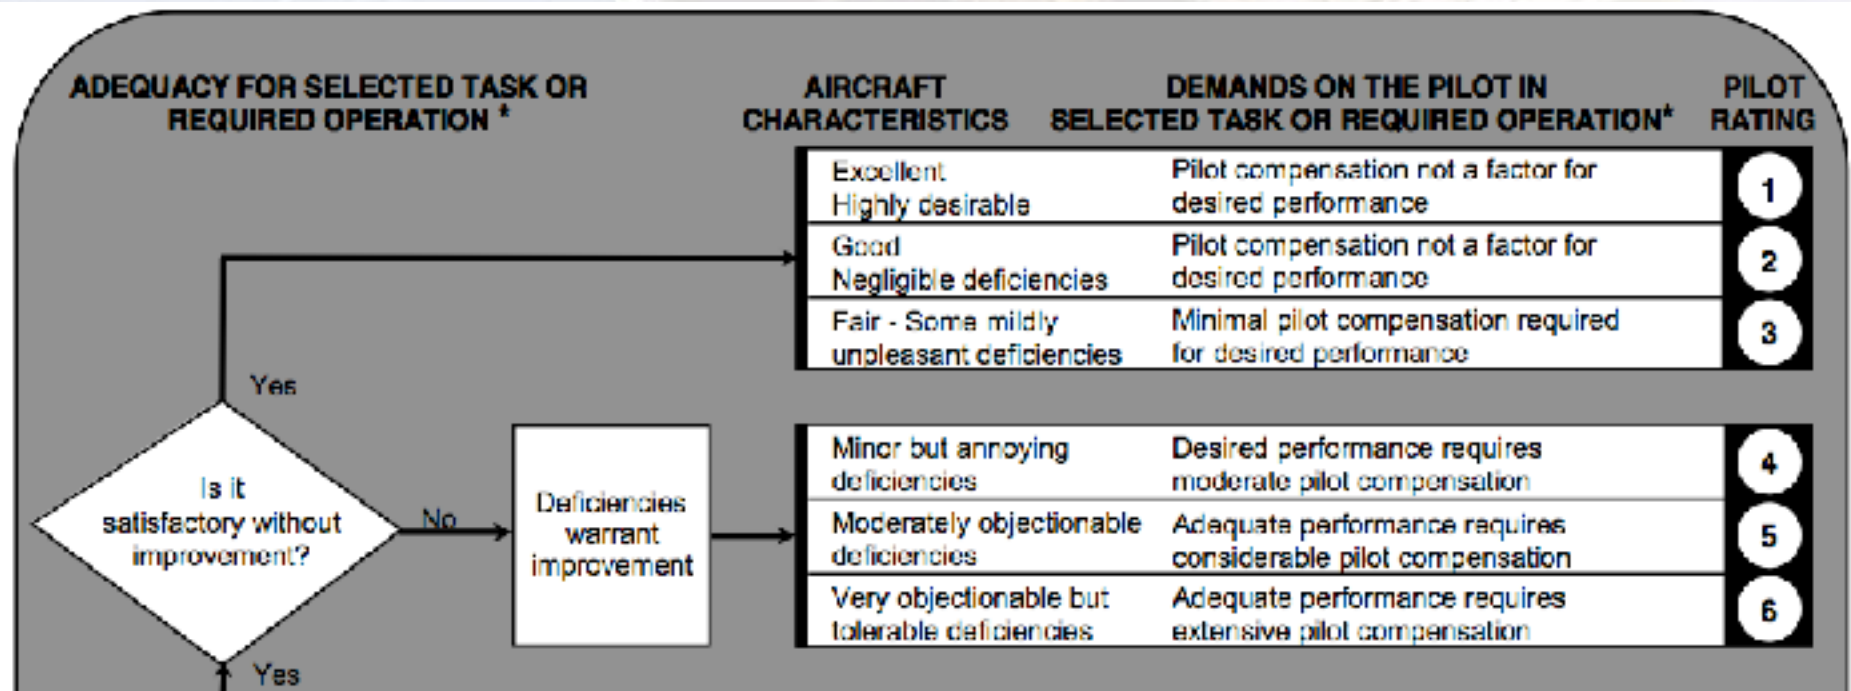 ADEQUACY FOR SELECTED TASK OR
REQUIRED OPERATION *
AIRCRAFT
CHARACTERISTICS
DEMANDS ON THE PILOT IN
SELECTED TASK OR REQUIRED OPERATION*
PILOT
RATING
Excellent
Highly desirable
Pilot compensation not a factor for
desired performance
1
Good
Negligible deficiencies
Pilot compensation not a factor for
desired performance
2
Fair - Some mildly
unpleasant deficiencies
Minimal pilot compensation required
for desired performance
3
Yes
Is it
satisfactory without
improvement?
No
Deficiencies
warrant
improvement
Minor but annoying
deficiencies
Desired performance requires
moderate pilot compensation
4
Moderately objectionable
deficiencies
Adequate performance requires
considerable pilot compensation
5
Very objectionable but
tolerable deficiencies
Adequate performance requires
extensive pilot compensation
6
Yes